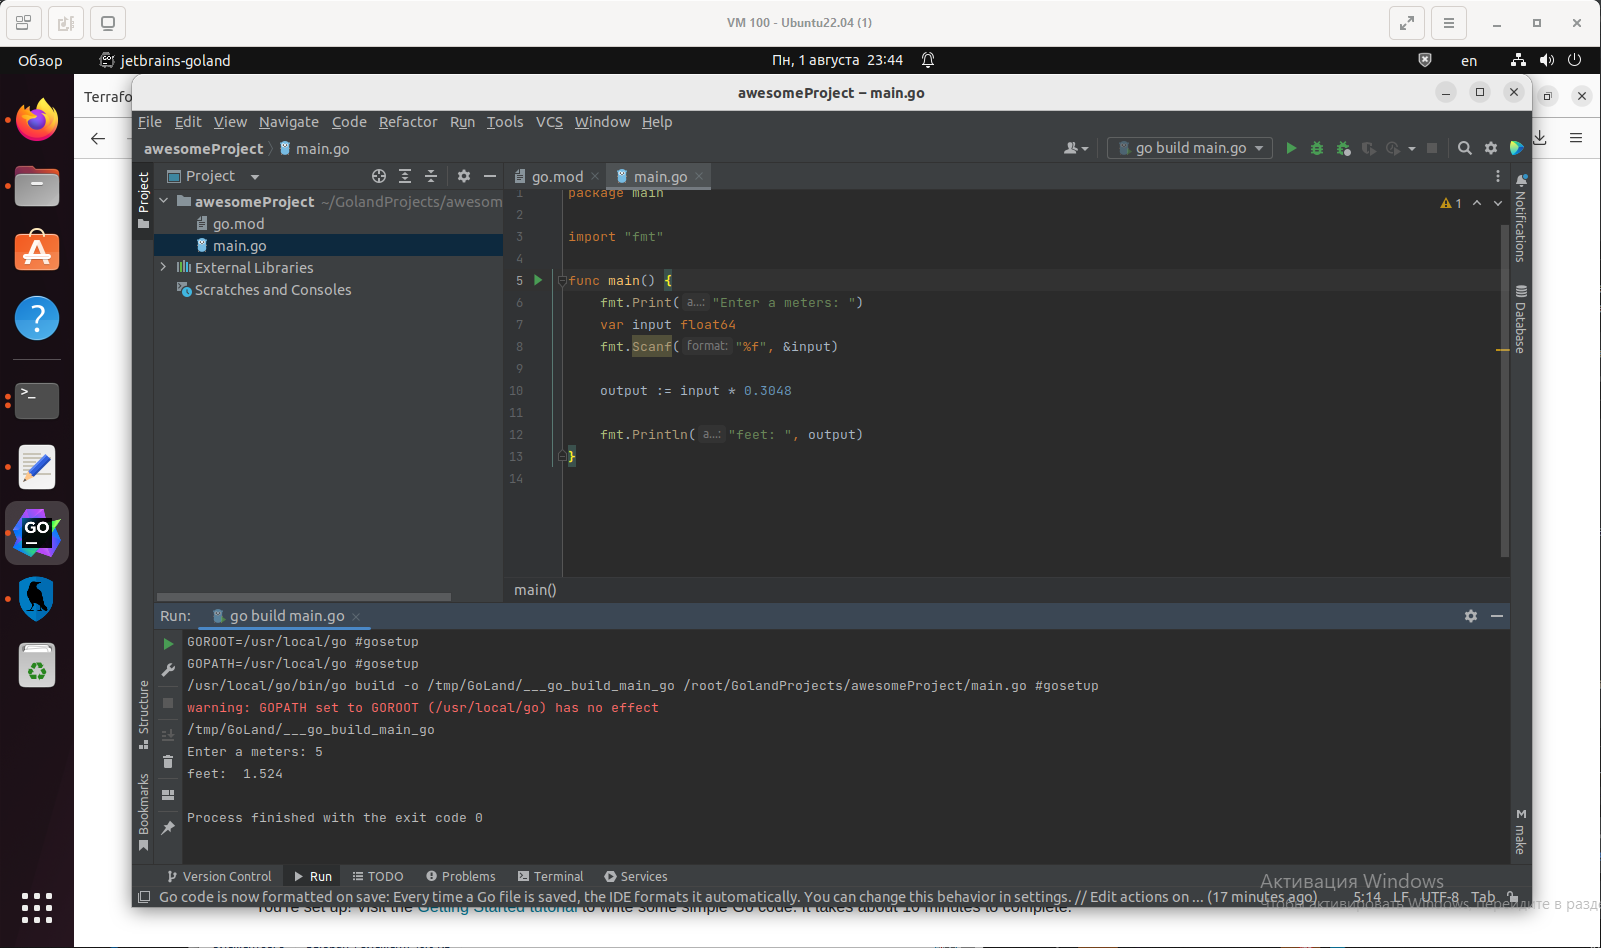 VM 100 - Ubuntu22.04 (1)
Обзор
jetbrains-goland
Пн, 1 августа 23:44
en
Terrafo
awesomeProject – main.go
File Edit View Navigate Code Refactor Run Tools VCS Window Help
awesomeProject
main.go
go build main.go
Project
Project
go.mod
main.go
awesomeProject ~/GolandProjects/awesom
go.mod
main.go
External Libraries
Scratches and Consoles
1 package main
2
3 import "fmt"
4
5 func main() {
6 fmt.Print( a...: "Enter a meters: ")
7 var input float64
8 fmt.Scanf( format: "%f", &input)
9
10 output := input * 0.3048
11
12 fmt.Println( a...: "feet: ", output)
13 }
14
1
Notifications
Database
make
main()
Run:
go build main.go
GOROOT=/usr/local/go #gosetup
GOPATH=/usr/local/go #gosetup
/usr/local/go/bin/go build -o /tmp/GoLand/___go_build_main_go /root/GolandProjects/awesomeProject/main.go #gosetup
warning: GOPATH set to GOROOT (/usr/local/go) has no effect
/tmp/GoLand/___go_build_main_go
Enter a meters: 5
feet:  1.524
Process finished with the exit code 0
Structure
Bookmarks
Version Control
Run
TODO
Problems
Terminal
Services
Go code is now formatted on save: Every time a Go file is saved, the IDE formats it automatically. You can change this behavior in settings. // Edit actions on ... (17 minutes ago)
5:14 LF UTF-8 Tab
Активация Windows
Чтобы активировать Windows, перейдите в разде
You're set up! Visit the Getting Started tutorial to write some simple Go code. It takes about 10 minutes to complete.